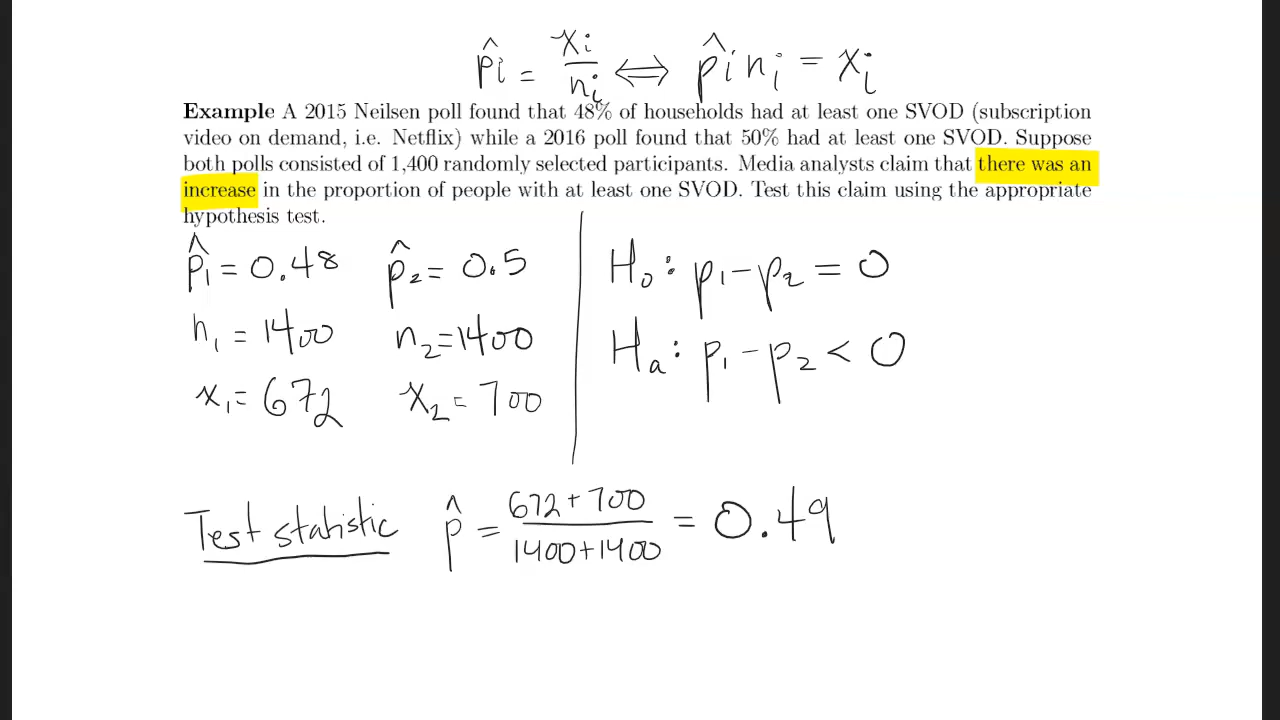 p̂i = xi/ni ⟺ p̂i ni = xi
Example A 2015 Neilsen poll found that 48% of households had at least one SVOD (subscription
video on demand, i.e. Netflix) while a 2016 poll found that 50% had at least one SVOD. Suppose
both polls consisted of 1,400 randomly selected participants. Media analysts claim that there was an
increase in the proportion of people with at least one SVOD. Test this claim using the appropriate
hypothesis test.
p̂1 = 0.48 p̂2 = 0.5
n1 = 1400 n2 = 1400
x1 = 672 x2 = 700
H0: p1 - p2 = 0
Ha: p1 - p2 < 0
Test statistic p̂ = (672 + 700)/(1400 + 1400) = 0.49